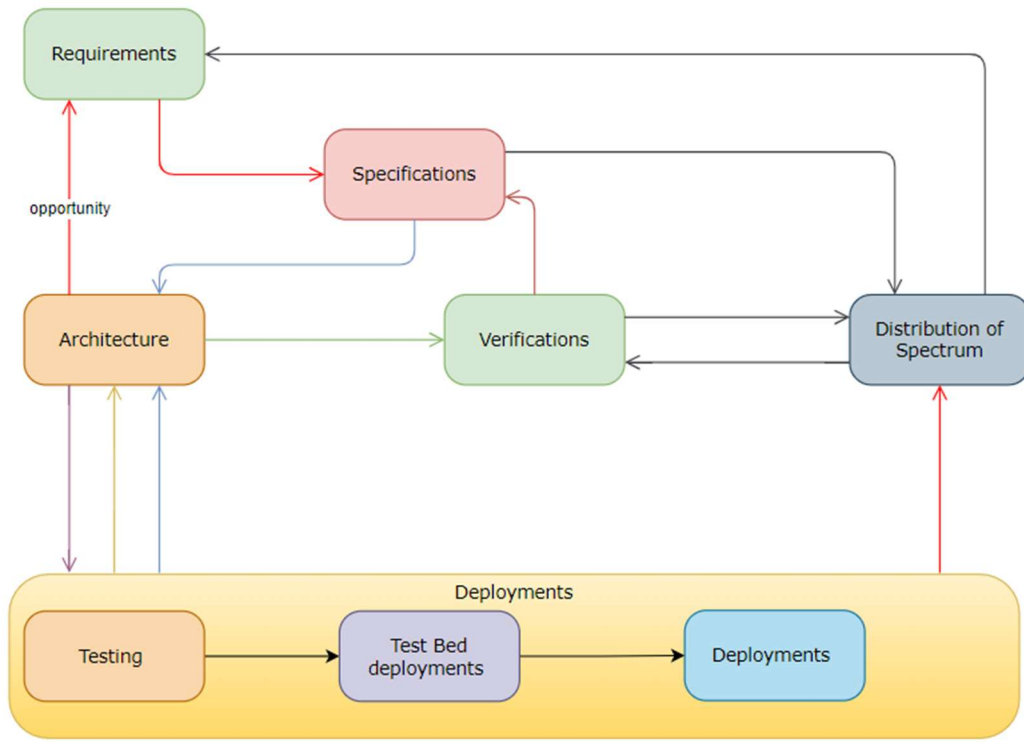 Requirements
Specifications
opportunity
Architecture
Verifications
Distribution of
Spectrum
Deployments
Testing
Test Bed
deployments
Deployments